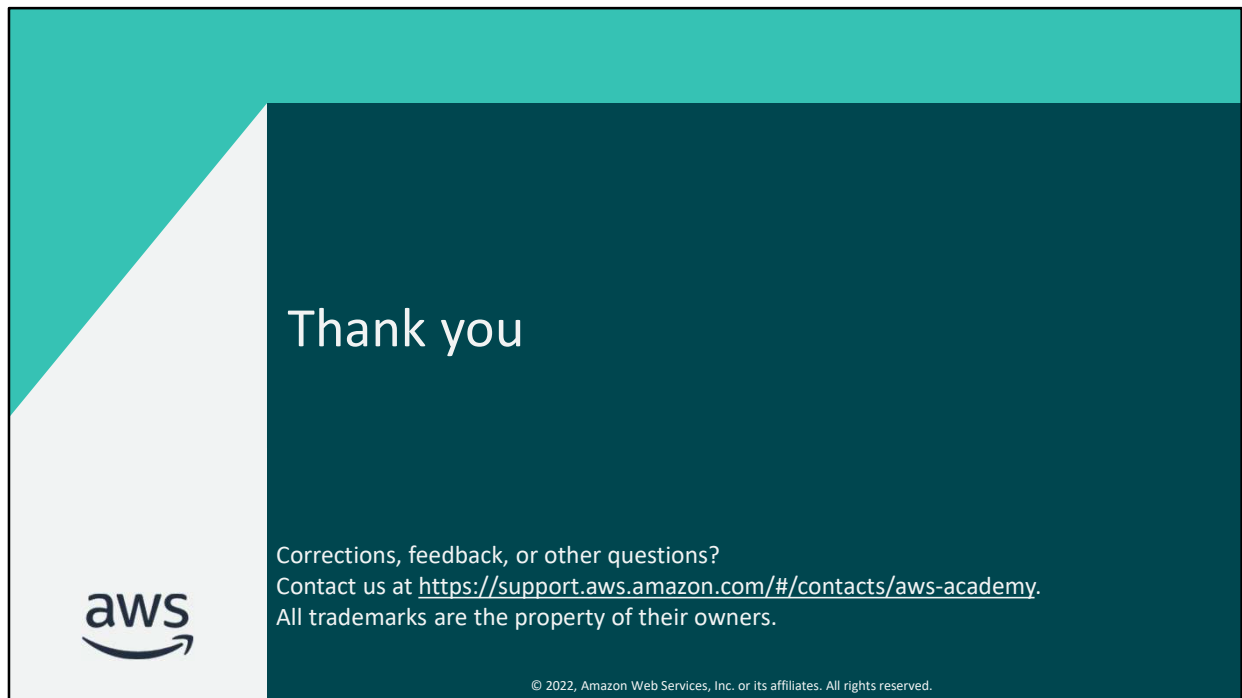 Thank you
Corrections, feedback, or other questions?
Contact us at https://support.aws.amazon.com/#/contacts/aws-academy.
All trademarks are the property of their owners.
aws
© 2022, Amazon Web Services, Inc. or its affiliates. All rights reserved.